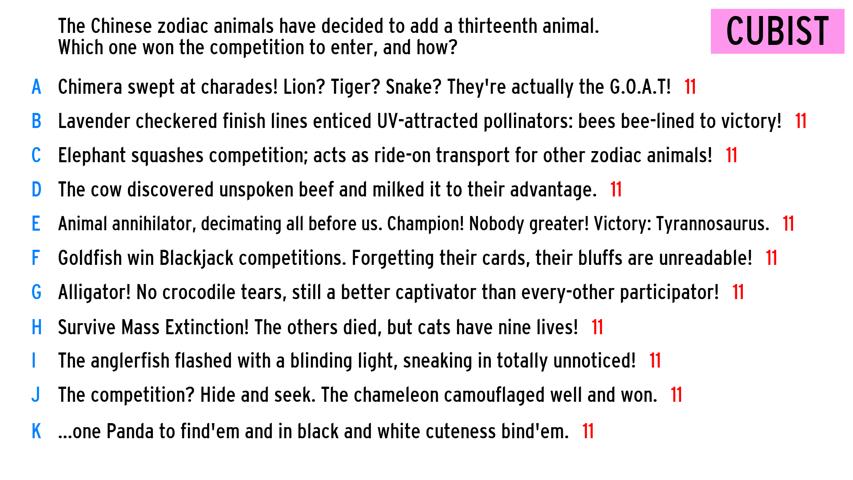 The Chinese zodiac animals have decided to add a thirteenth animal.
Which one won the competition to enter, and how?
CUBIST
A Chimera swept at charades! Lion? Tiger? Snake? They're actually the G.O.A.T! 11
B Lavender checkered finish lines enticed UV-attracted pollinators: bees bee-lined to victory! 11
C Elephant squashes competition; acts as ride-on transport for other zodiac animals! 11
D The cow discovered unspoken beef and milked it to their advantage. 11
E Animal annihilator, decimating all before us. Champion! Nobody greater! Victory: Tyrannosaurus. 11
F Goldfish win Blackjack competitions. Forgetting their cards, their bluffs are unreadable! 11
G Alligator! No crocodile tears, still a better captivator than every-other participator! 11
H Survive Mass Extinction! The others died, but cats have nine lives! 11
I The anglerfish flashed with a blinding light, sneaking in totally unnoticed! 11
J The competition? Hide and seek. The chameleon camouflaged well and won. 11
K ...one Panda to find'em and in black and white cuteness bind'em. 11